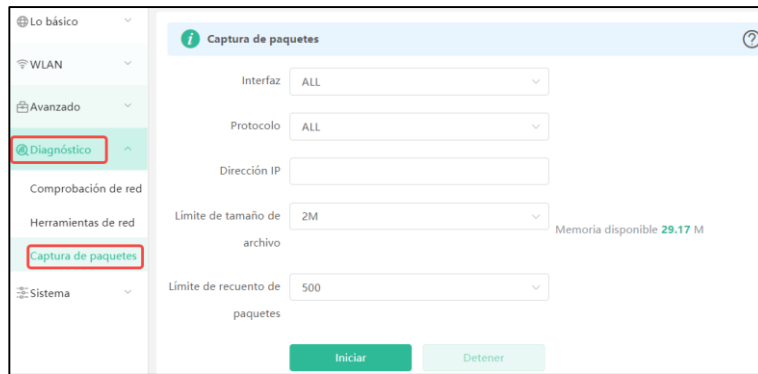 Lo básico
WLAN
Avanzado
Diagnóstico
Comprobación de red
Herramientas de red
Captura de paquetes
Sistema
Captura de paquetes
Interfaz ALL
Protocolo ALL
Dirección IP
Límite de tamaño de
archivo
2M
Memoria disponible 29.17 M
Límite de recuento de
paquetes
500
Iniciar Detener